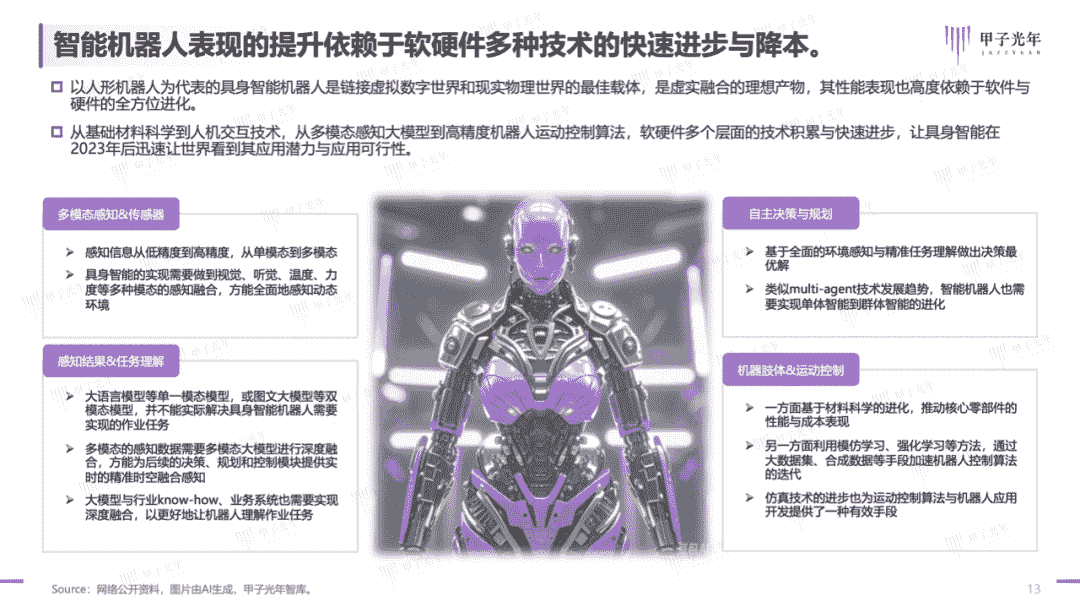 智能机器人表现的提升依赖于软硬件多种技术的快速进步与降本。
甲子光年
JAZZYEAR
以人形机器人为代表的具身智能机器人是链接虚拟数字世界和现实物理世界的最佳载体，是虚实融合的理想产物，其性能表现也高度依赖于软件与
硬件的全方位进化。
从基础材料科学到人机交互技术，从多模态感知大模型到高精度机器人运动控制算法，软硬件多个层面的技术积累与快速进步，让具身智能在
2023年后迅速让世界看到其应用潜力与应用可行性。
多模态感知&传感器
感知信息从低精度到高精度，从单模态到多模态
具身智能的实现需要做到视觉、听觉、温度、力
度等多种模态的感知融合，方能全面地感知动态
环境
感知结果&任务理解
大语言模型等单一模态模型，或图文大模型等双
模态模型，并不能实际解决具身智能机器人需要
实现的作业任务
多模态的感知数据需要多模态大模型进行深度融
合，方能为后续的决策、规划和控制模块提供实
时的精准时空融合感知
大模型与行业know-how、业务系统也需要实现
深度融合，以更好地让机器人理解作业任务
自主决策与规划
基于全面的环境感知与精准任务理解做出决策最
优解
类似multi-agent技术发展趋势，智能机器人也需
要实现单体智能到群体智能的进化
机器肢体&运动控制
一方面基于材料科学的进化，推动核心零部件的
性能与成本表现
另一方面利用模仿学习、强化学习等方法，通过
大数据集、合成数据等手段加速机器人控制算法
的迭代
仿真技术的进步也为运动控制算法与机器人应用
开发提供了一种有效手段
Source：网络公开资料，图片由AI生成，甲子光年智库。
13